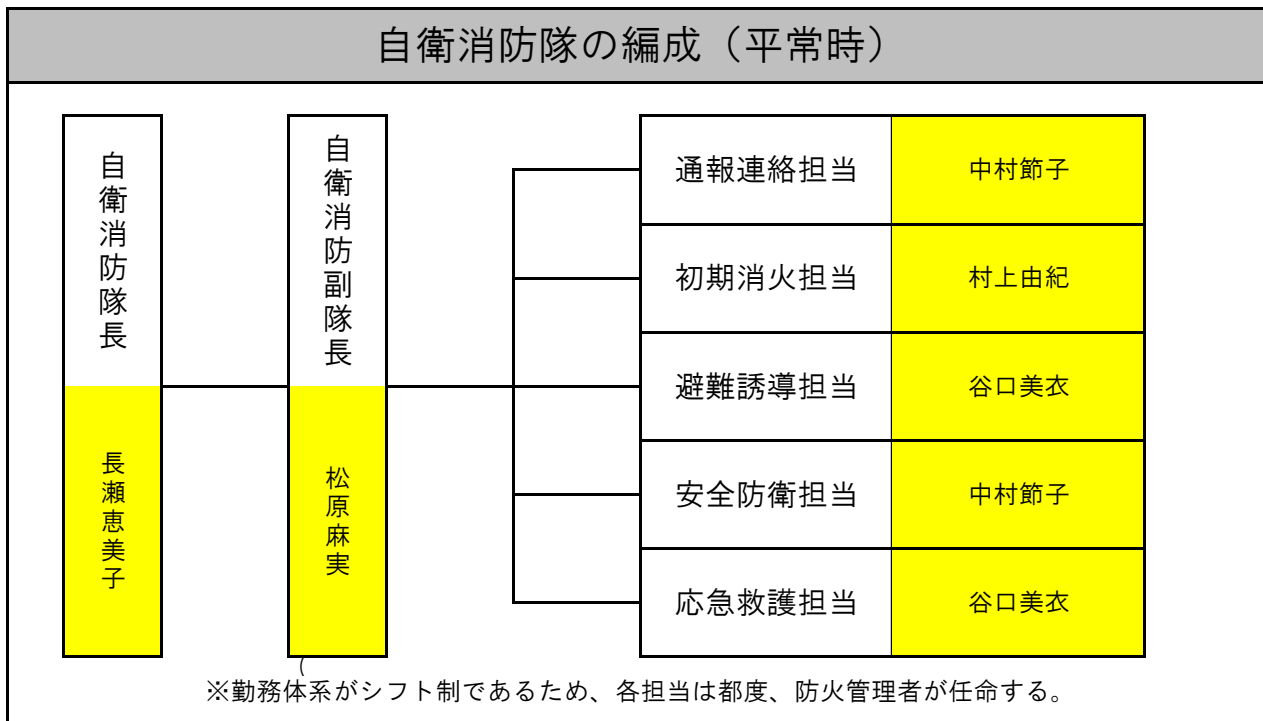 自衛消防隊の編成（平常時）
自衛消防隊長
長瀬恵美子
自衛消防副隊長
松原麻実
通報連絡担当 中村節子
初期消火担当 村上由紀
避難誘導担当 谷口美衣
安全防衛担当 中村節子
応急救護担当 谷口美衣
(
※勤務体系がシフト制であるため、各担当は都度、防火管理者が任命する。